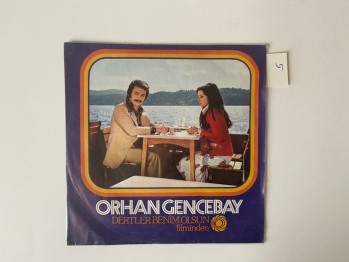 5
ORHAN GENCEBAY
DERTLER BENİM OLSUN
filminden